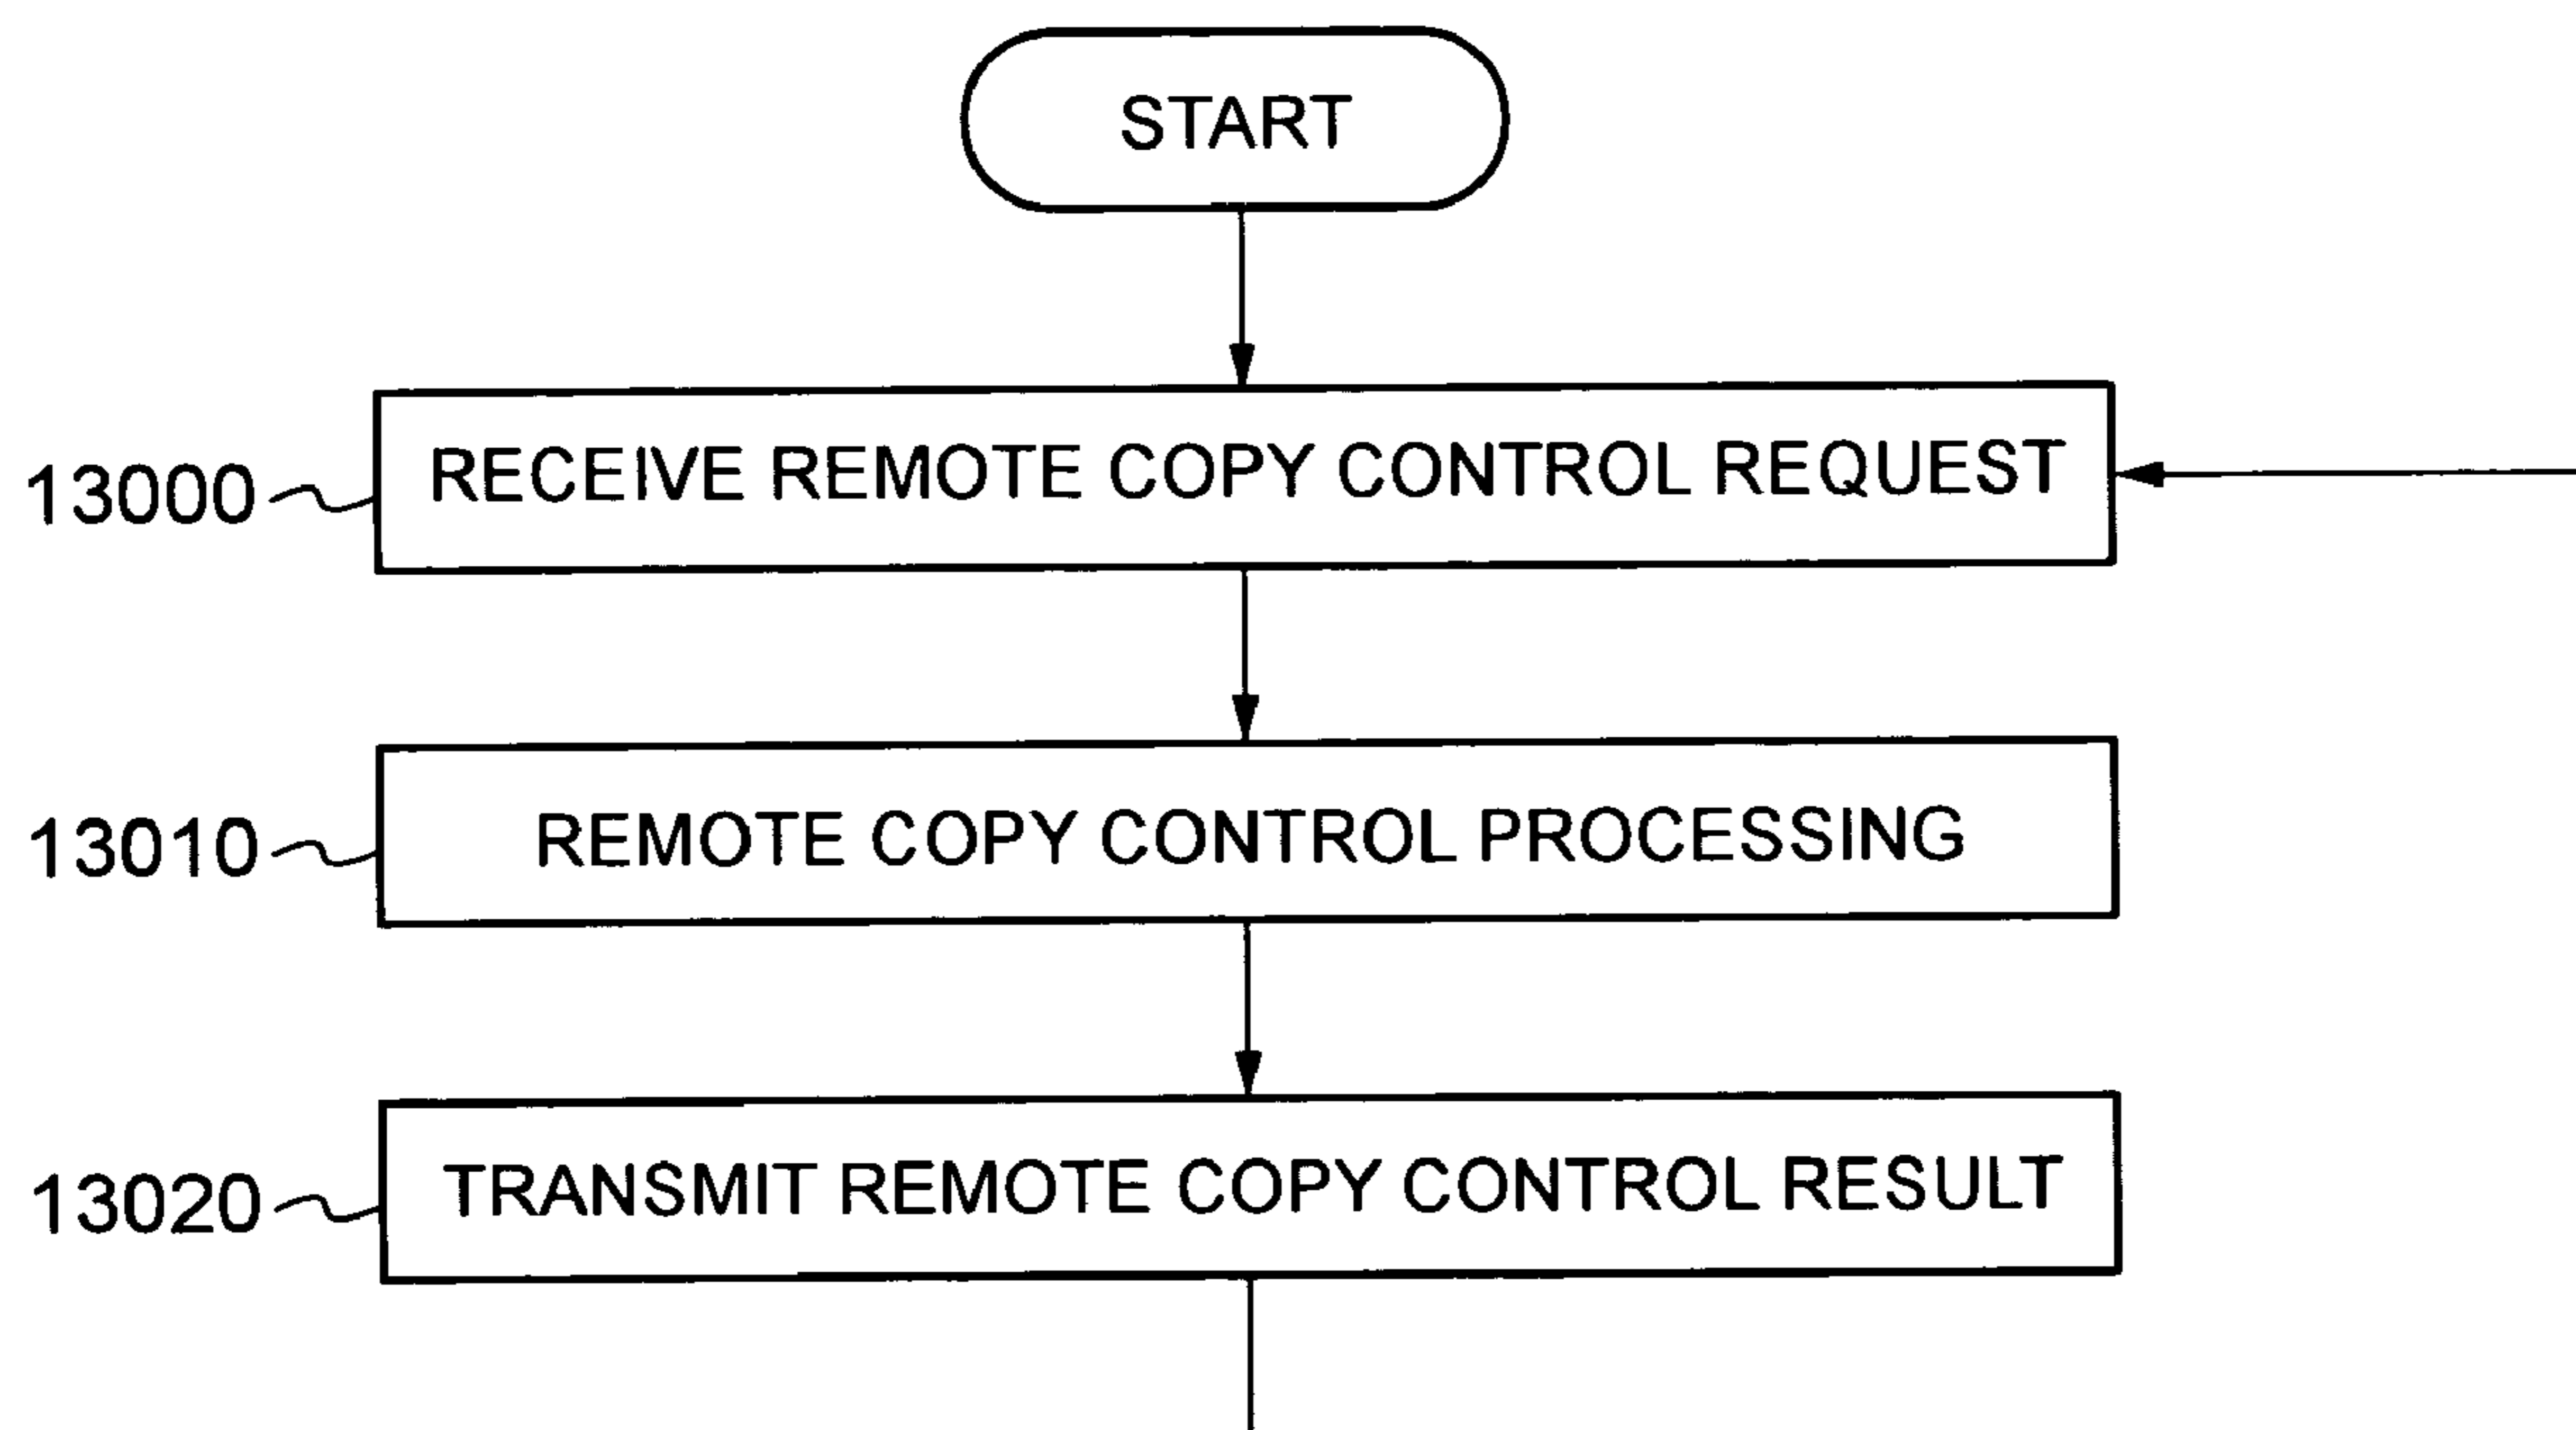 START
13000
RECEIVE REMOTE COPY CONTROL REQUEST
13010
REMOTE COPY CONTROL PROCESSING
13020
TRANSMIT REMOTE COPY CONTROL RESULT